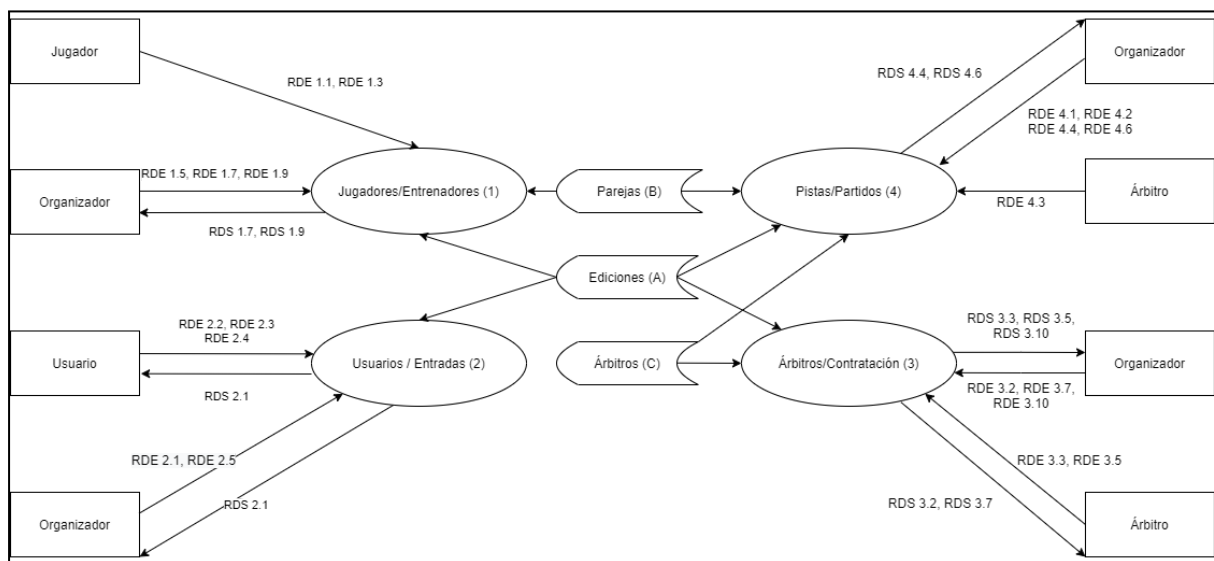 Jugador
Organizador
RDS 4.4, RDS 4.6
RDE 1.1, RDE 1.3
RDE 4.1, RDE 4.2
RDE 4.4, RDE 4.6
RDE 1.5, RDE 1.7, RDE 1.9
Organizador
Jugadores/Entrenadores (1)
Parejas (B)
Pistas/Partidos (4)
Árbitro
RDE 4.3
RDS 1.7, RDS 1.9
Ediciones (A)
RDE 2.2, RDE 2.3
RDE 2.4
RDS 3.3, RDS 3.5,
RDS 3.10
Usuario
Usuarios / Entradas (2)
Árbitros (C)
Árbitros/Contratación (3)
Organizador
RDS 2.1
RDE 3.2, RDE 3.7,
RDE 3.10
RDE 2.1, RDE 2.5
RDE 3.3, RDE 3.5
RDS 2.1
RDS 3.2, RDS 3.7
Organizador
Árbitro